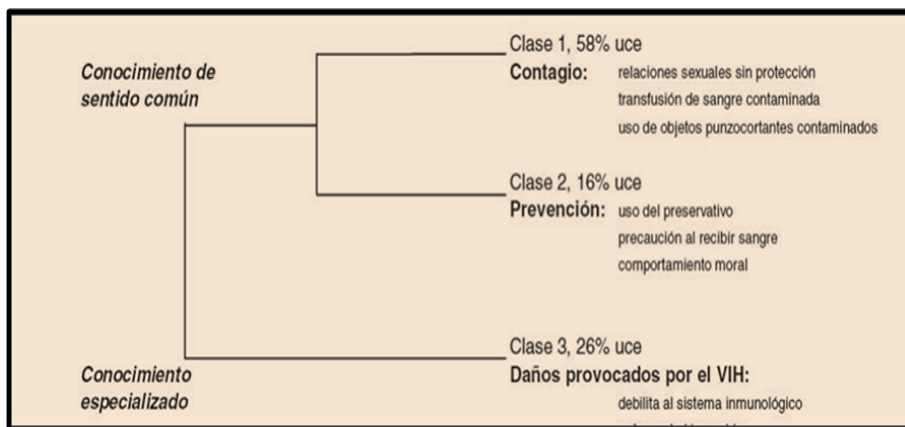 Conocimiento de
sentido común
Clase 1, 58% uce
Contagio: relaciones sexuales sin protección
transfusión de sangre contaminada
uso de objetos punzocortantes contaminados
Clase 2, 16% uce
Prevención: uso del preservativo
precaución al recibir sangre
comportamiento moral
Conocimiento
especializado
Clase 3, 26% uce
Daños provocados por el VIH:
debilita al sistema inmunológico